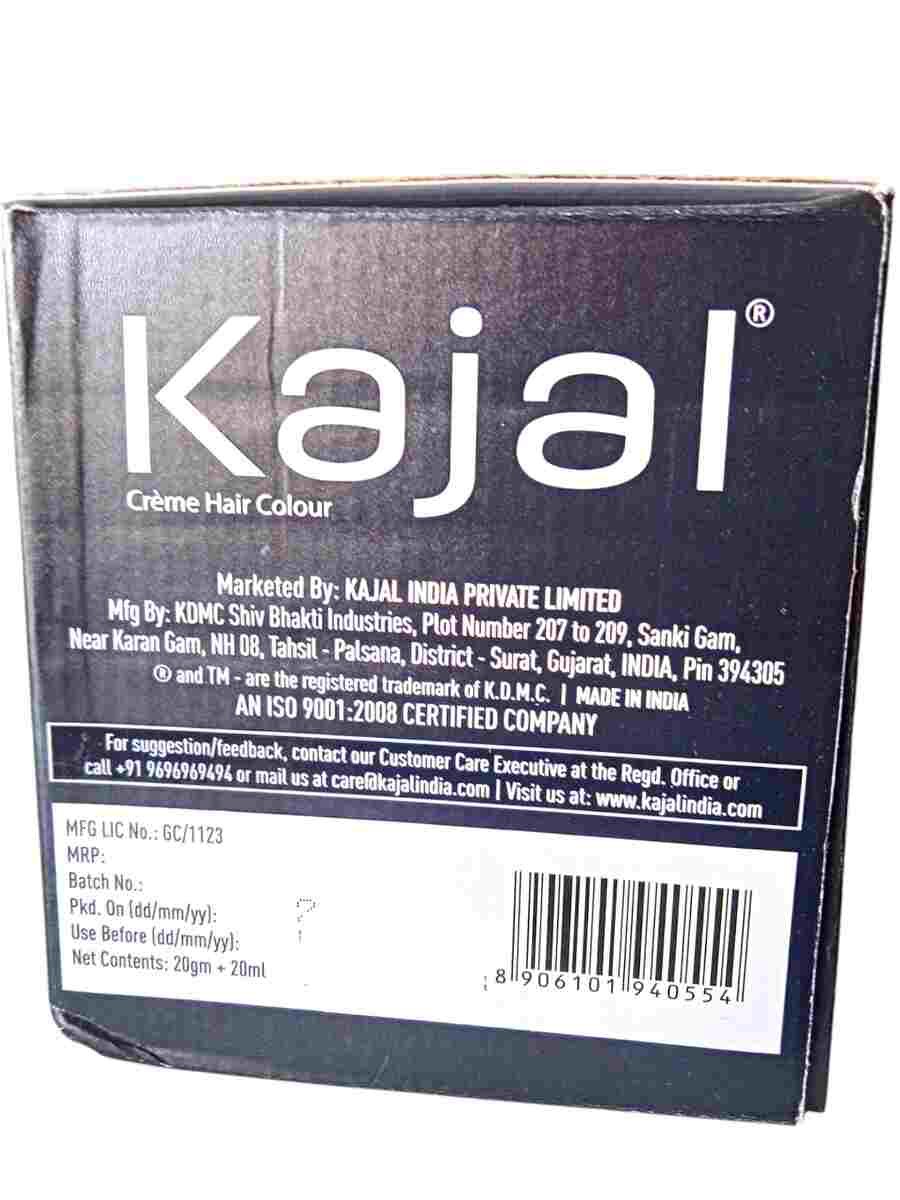 Kajal®
Crème Hair Colour
Marketed By: KAJAL INDIA PRIVATE LIMITED
Mfg By: KDMC Shiv Bhakti Industries, Plot Number 207 to 209, Sanki Gam,
Near Karan Gam, NH 08, Tahsil - Palsana, District - Surat, Gujarat, INDIA, Pin 394305
® and TM - are the registered trademark of K.D.M.C. | MADE IN INDIA
AN ISO 9001:2008 CERTIFIED COMPANY
For suggestion/feedback, contact our Customer Care Executive at the Regd. Office or
call +91 9696969494 or mail us at care@kajalindia.com | Visit us at: www.kajalindia.com
MFG LIC No.: GC/1123
MRP:
Batch No.:
Pkd. On (dd/mm/yy):
Use Before (dd/mm/yy):
Net Contents: 20gm + 20ml
8 906101 940554